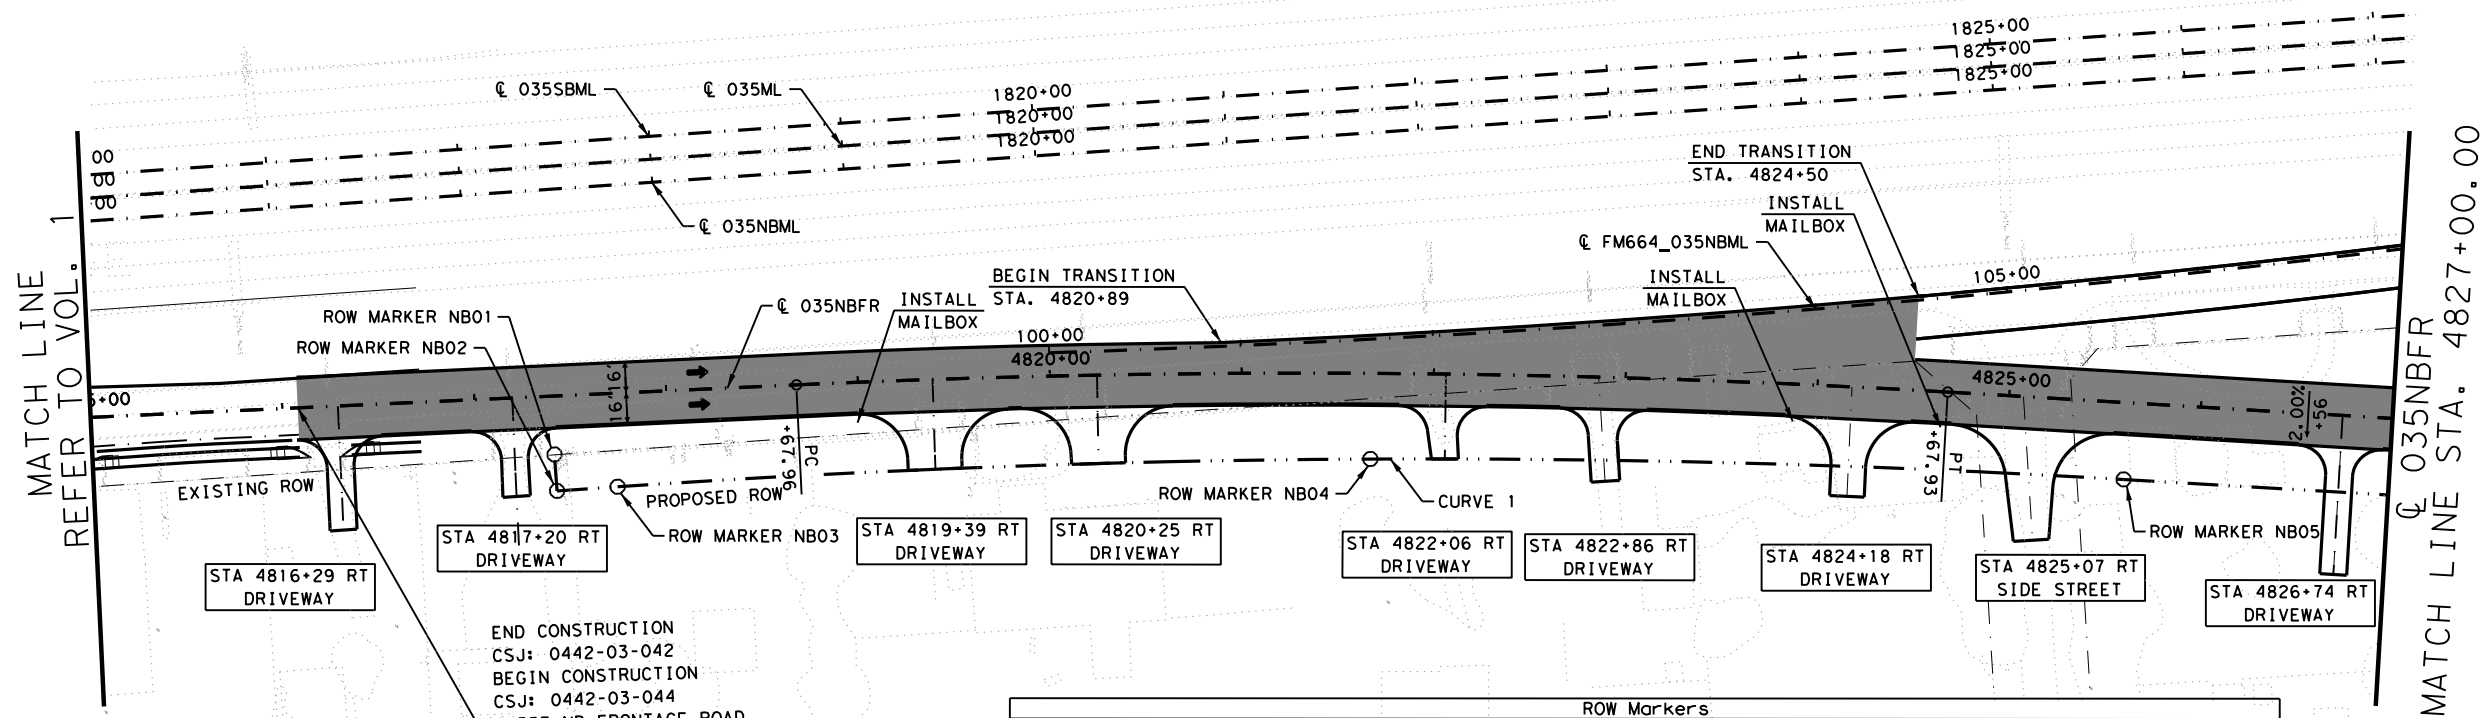 1825+00
1825+00
1825+00
℄ 035SBML
℄ 035ML
1820+00
1820+00
1820+00
00
00
00
℄ 035NBML
END TRANSITION
STA. 4824+50
INSTALL
MAILBOX
℄ FM664_035NBML
INSTALL
MAILBOX
105+00
BEGIN TRANSITION
STA. 4820+89
℄ 035NBFR
INSTALL
MAILBOX
ROW MARKER NB01
ROW MARKER NB02
100+00
4820+00
4825+00
+00
16'
16'
PPC
+67.96
PT
+67.93
2.00%
+56
MATCH LINE
REFER TO VOL. 1
℄ 035NBFR
MATCH LINE STA. 4827+00.00
EXISTING ROW
PROPOSED ROW
ROW MARKER NB03
ROW MARKER NB04
CURVE 1
ROW MARKER NB05
STA 4816+29 RT
DRIVEWAY
STA 4817+20 RT
DRIVEWAY
STA 4819+39 RT
DRIVEWAY
STA 4820+25 RT
DRIVEWAY
STA 4822+06 RT
DRIVEWAY
STA 4822+86 RT
DRIVEWAY
STA 4824+18 RT
DRIVEWAY
STA 4825+07 RT
SIDE STREET
STA 4826+74 RT
DRIVEWAY
END CONSTRUCTION
CSJ: 0442-03-042
BEGIN CONSTRUCTION
CSJ: 0442-03-044
NB FRONTAGE ROAD
ROW Markers